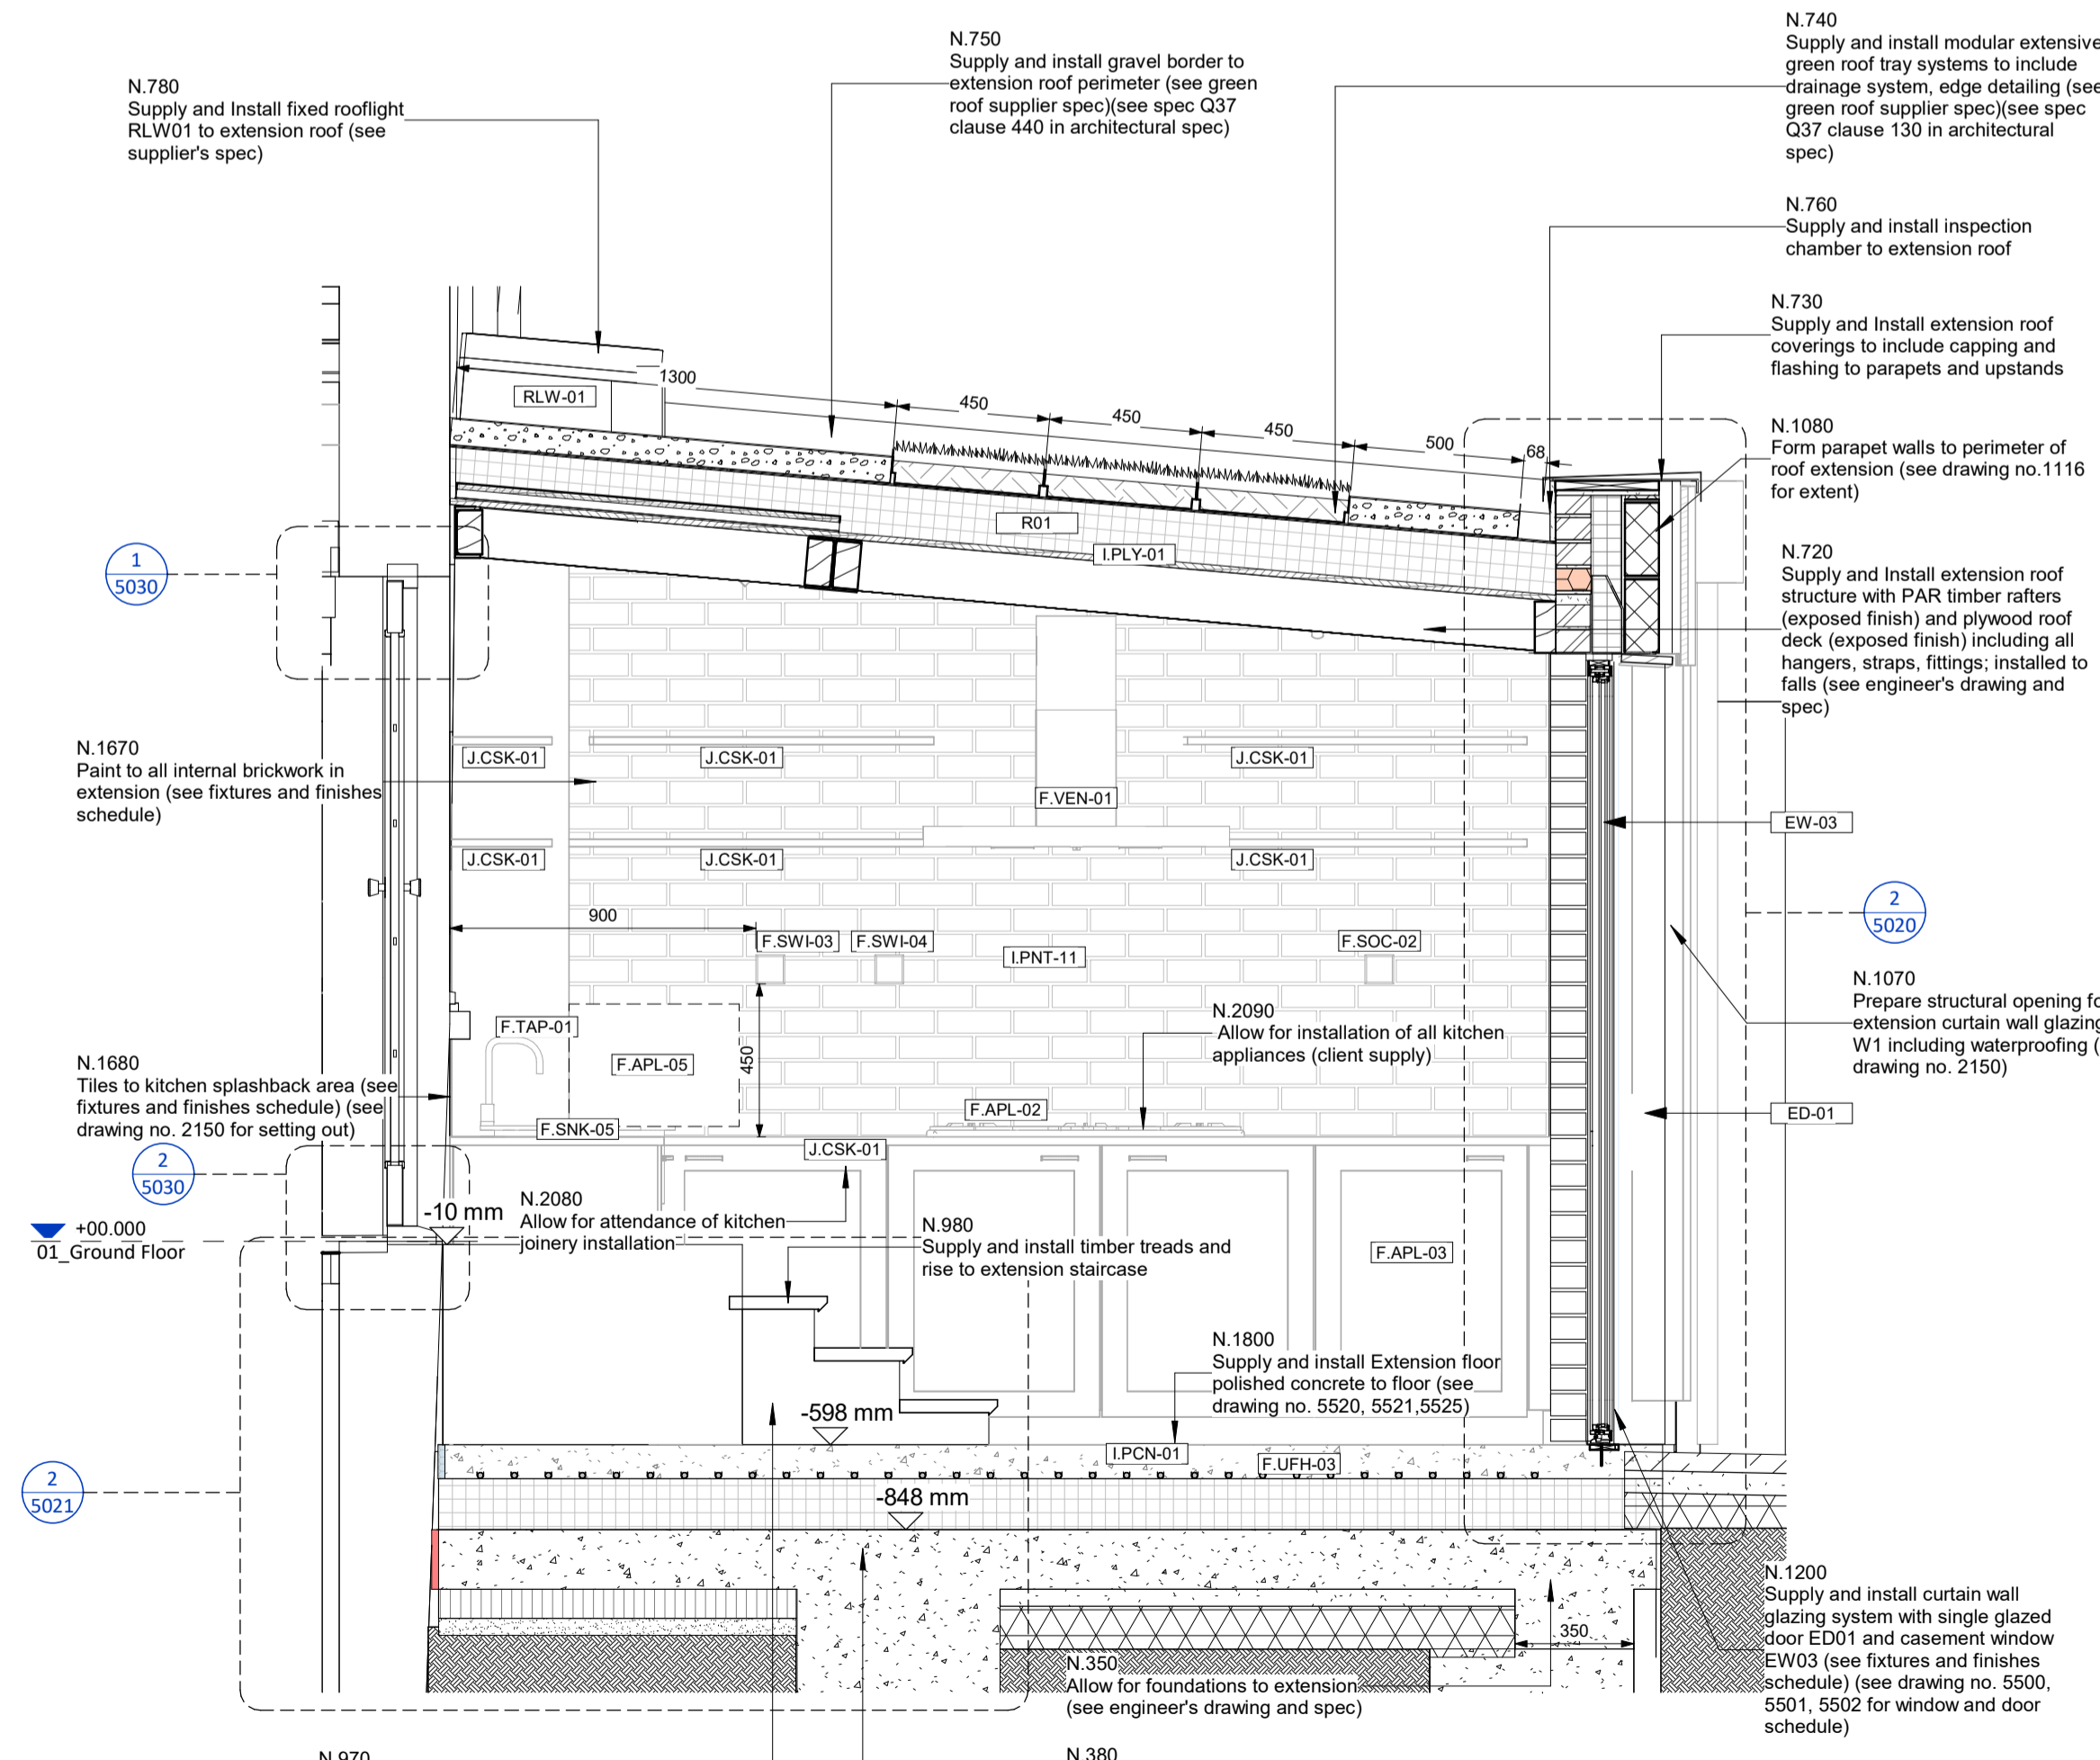 N.780
Supply and Install fixed rooflight
RLW01 to extension roof (see
supplier's spec)
N.750
Supply and install gravel border to
extension roof perimeter (see green
roof supplier spec)(see spec Q37
clause 440 in architectural spec)
N.740
Supply and install modular extensive
green roof tray systems to include
drainage system, edge detailing (see
green roof supplier spec)(see spec
Q37 clause 130 in architectural
spec)
N.760
Supply and install inspection
chamber to extension roof
N.730
Supply and Install extension roof
coverings to include capping and
flashing to parapets and upstands
N.1080
Form parapet walls to perimeter of
roof extension (see drawing no.1116
for extent)
N.720
Supply and Install extension roof
structure with PAR timber rafters
(exposed finish) and plywood roof
deck (exposed finish) including all
hangers, straps, fittings; installed to
falls (see engineer's drawing and
spec)
1300
450
450
450
500
68
RLW-01
R01
I.PLY-01
1
5030
N.1670
Paint to all internal brickwork in
extension (see fixtures and finishes
schedule)
J.CSK-01
J.CSK-01
J.CSK-01
F.VEN-01
J.CSK-01
J.CSK-01
J.CSK-01
EW-03
2
5020
900
F.SWI-03
F.SWI-04
I.PNT-11
F.SOC-02
N.1070
Prepare structural opening fo
extension curtain wall glazing
W1 including waterproofing (
drawing no. 2150)
F.TAP-01
F.APL-05
450
N.2090
Allow for installation of all kitchen
appliances (client supply)
N.1680
Tiles to kitchen splashback area (see
fixtures and finishes schedule) (see
drawing no. 2150 for setting out)
F.SNK-05
F.APL-02
ED-01
J.CSK-01
2
5030
-10 mm
N.2080
Allow for attendance of kitchen
joinery installation
+00.000
01_Ground Floor
N.980
Supply and install timber treads and
rise to extension staircase
F.APL-03
N.1800
Supply and install Extension floor
polished concrete to floor (see
drawing no. 5520, 5521,5525)
-598 mm
I.PCN-01
F.UFH-03
2
5021
-848 mm
350
N.350
Allow for foundations to extension
(see engineer's drawing and spec)
N.1200
Supply and install curtain wall
glazing system with single glazed
door ED01 and casement window
EW03 (see fixtures and finishes
schedule) (see drawing no. 5500,
5501, 5502 for window and door
schedule)
N.970
N.380